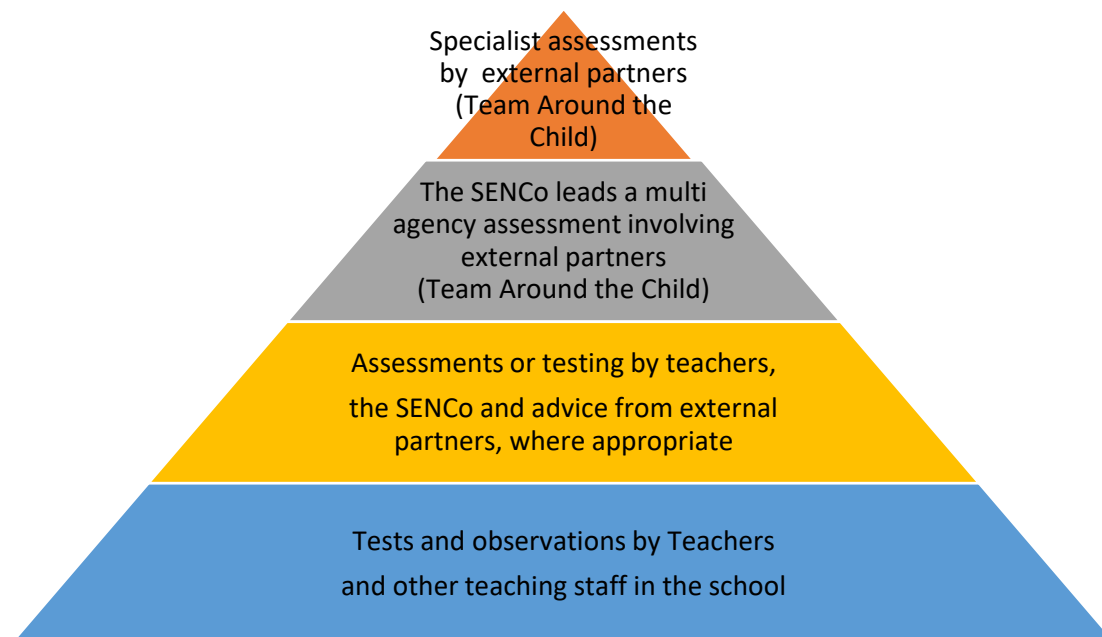 Specialist assessments
by external partners
(Team Around the
Child)
The SENCo leads a multi
agency assessment involving
external partners
(Team Around the Child)
Assessments or testing by teachers,
the SENCo and advice from external
partners, where appropriate
Tests and observations by Teachers
and other teaching staff in the school